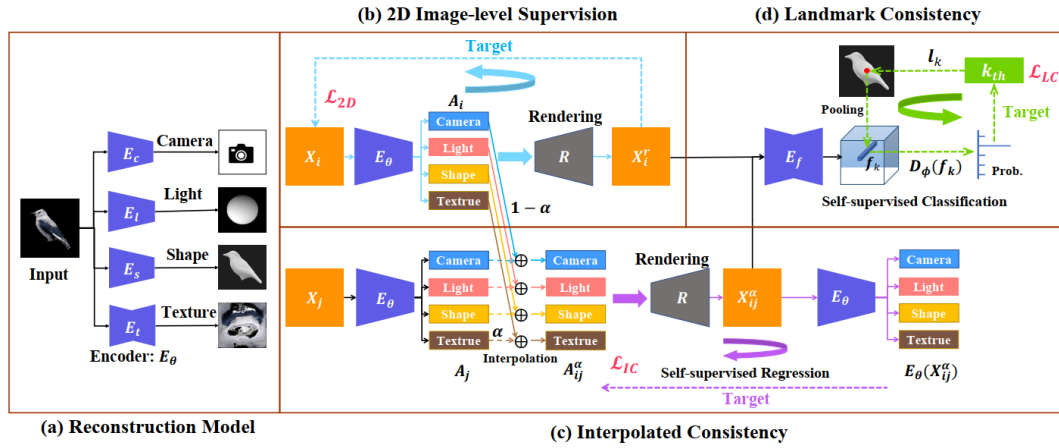 (b) 2D Image-level Supervision
(d) Landmark Consistency
Target
l_k
k_th
ℒ_LC
ℒ_2D
A_i
Camera
Light
Shape
Textrue
Rendering
X_i
E_θ
R
X_i^r
Pooling
Target
E_f
f_k
D_ϕ(f_k)
Prob.
Self-supervised Classification
1 − α
E_c
Camera
E_l
Light
Input
E_s
Shape
E_t
Texture
Encoder: E_θ
X_j
E_θ
Camera
Light
Shape
Textrue
α
Interpolation
A_j
Camera
Light
Shape
Textrue
A_ij^α
Rendering
R
X_ij^α
E_θ
Camera
Light
Shape
Textrue
ℒ_IC
Self-supervised Regression
E_θ(X_ij^α)
Target
(a) Reconstruction Model
(c) Interpolated Consistency